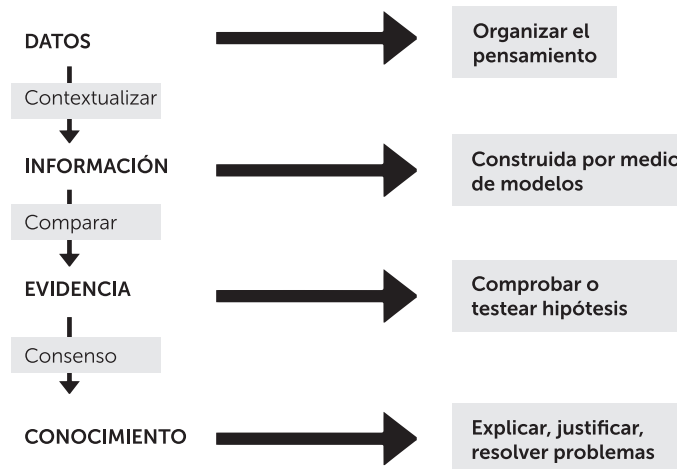 DATOS
Organizar el
pensamiento
Contextualizar
INFORMACIÓN
Construida por medio
de modelos
Comparar
EVIDENCIA
Comprobar o
testear hipótesis
Consenso
CONOCIMIENTO
Explicar, justificar,
resolver problemas